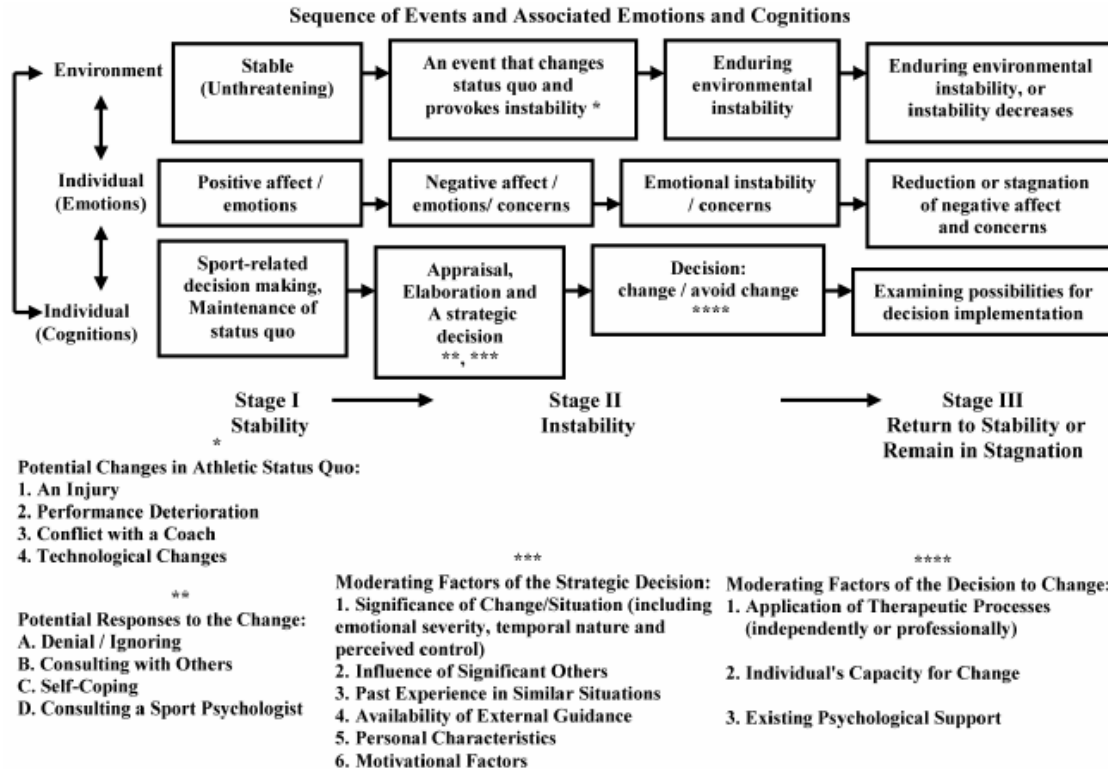 Sequence of Events and Associated Emotions and Cognitions
Environment
Stable
(Unthreatening)
An event that changes
status quo and
provokes instability *
Enduring
environmental
instability
Enduring environmental
instability, or
instability decreases
Individual
(Emotions)
Positive affect /
emotions
Negative affect /
emotions/ concerns
Emotional instability
/ concerns
Reduction or stagnation
of negative affect
and concerns
Individual
(Cognitions)
Sport-related
decision making,
Maintenance of
status quo
Appraisal,
Elaboration and
A strategic
decision
**, ***
Decision:
change / avoid change
****
Examining possibilities for
decision implementation
Stage I
Stability
Stage II
Instability
Stage III
Return to Stability or
Remain in Stagnation
*
Potential Changes in Athletic Status Quo:
1. An Injury
2. Performance Deterioration
3. Conflict with a Coach
4. Technological Changes
**
Potential Responses to the Change:
A. Denial / Ignoring
B. Consulting with Others
C. Self-Coping
D. Consulting a Sport Psychologist
***
Moderating Factors of the Strategic Decision:
1. Significance of Change/Situation (including
emotional severity, temporal nature and
perceived control)
2. Influence of Significant Others
3. Past Experience in Similar Situations
4. Availability of External Guidance
5. Personal Characteristics
6. Motivational Factors
****
Moderating Factors of the Decision to Change:
1. Application of Therapeutic Processes
(independently or professionally)
2. Individual's Capacity for Change
3. Existing Psychological Support